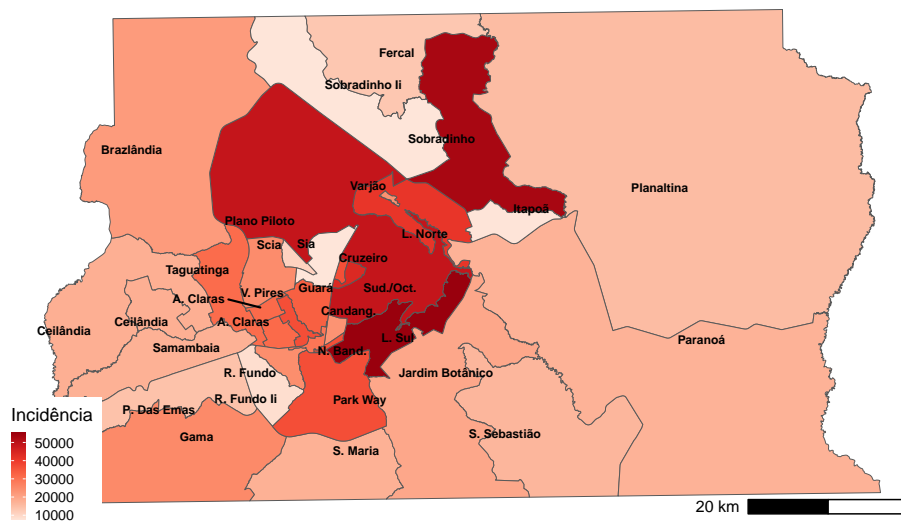 Fercal
Sobradinho Ii
Sobradinho
Brazlândia
Varjão
Planaltina
Itapoã
Plano Piloto
L. Norte
Scia
Sia
Cruzeiro
Taguatinga
Guará
Sud./Oct.
V. Pires
A. Claras
Candang.
Ceilândia
A. Claras
Ceilândia
L. Sul
Paranoá
Samambaia
N. Band.
R. Fundo
Jardim Botânico
R. Fundo Ii
Park Way
P. Das Emas
Incidência
Gama
S. Sebastião
50000
S. Maria
40000
30000
20000
20 km
10000